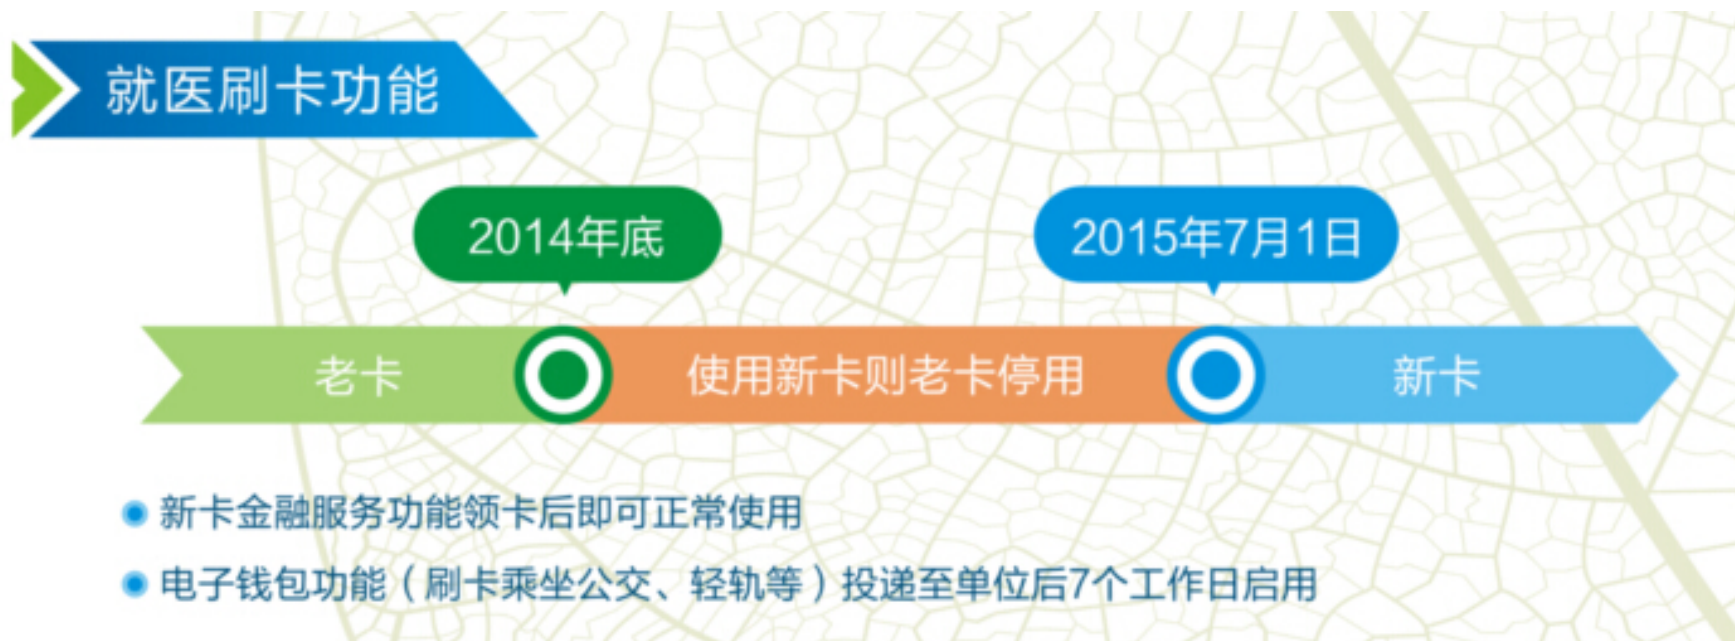 就医刷卡功能
2014年底
2015年7月1日
老卡
使用新卡则老卡停用
新卡
新卡金融服务功能领卡后即可正常使用
电子钱包功能（刷卡乘坐公交、轻轨等）投递至单位后7个工作日启用